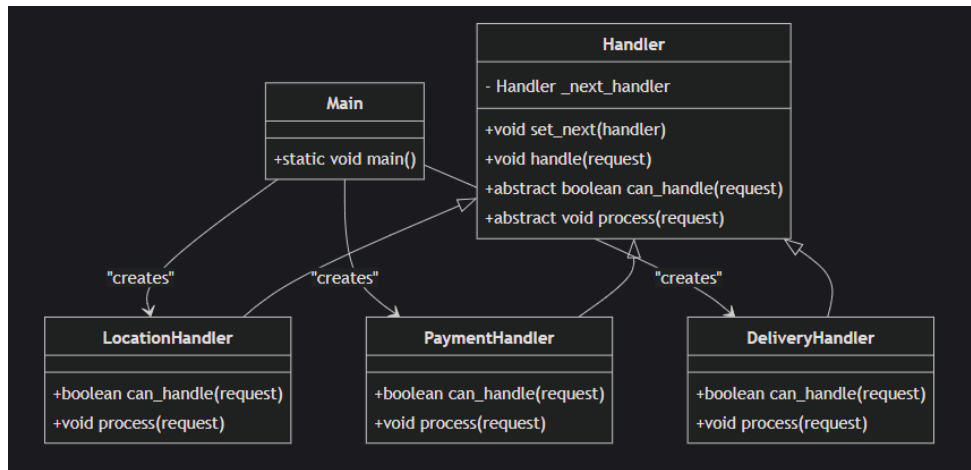 Handler
- Handler _next_handler
+void set_next(handler)
+void handle(request)
+abstract boolean can_handle(request)
+abstract void process(request)
Main
+static void main()
"creates"
"creates"
"creates"
LocationHandler
+boolean can_handle(request)
+void process(request)
PaymentHandler
+boolean can_handle(request)
+void process(request)
DeliveryHandler
+boolean can_handle(request)
+void process(request)